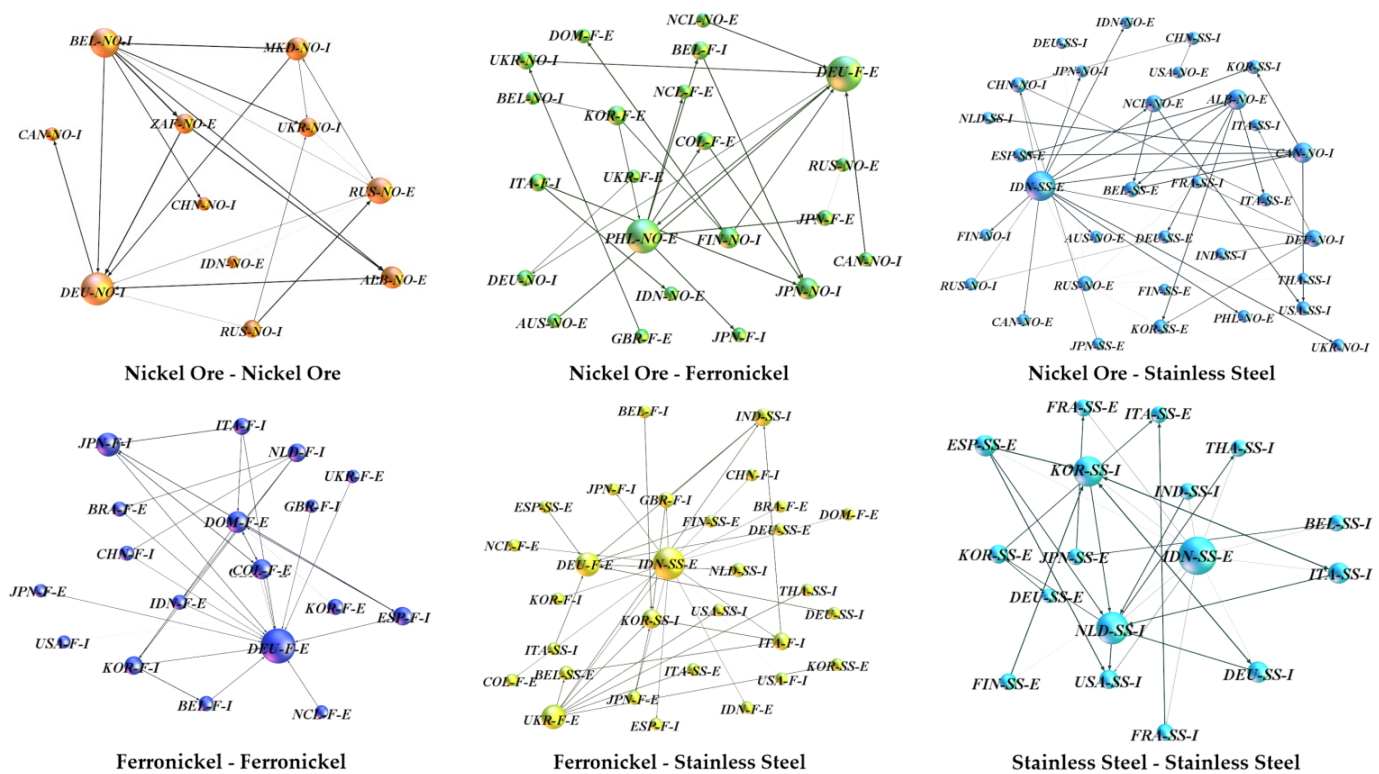 BEL-NO-I
MKD-NO-I
CAN-NO-I
ZAF-NO-E
UKR-NO-I
RUS-NO-E
CHN-NO-I
IDN-NO-E
ALB-NO-E
DEU-NO-I
RUS-NO-I
Nickel Ore - Nickel Ore
NCL-NO-E
DOM-F-E
BEL-F-I
UKR-NO-I
DEU-F-E
NCL-F-E
BEL-NO-I
KOR-F-E
COL-F-E
RUS-NO-E
UKR-F-E
ITA-F-I
JPN-F-E
PHL-NO-E
FIN-NO-I
CAN-NO-I
DEU-NO-I
IDN-NO-E
JPN-NO-I
AUS-NO-E
GBR-F-E
JPN-F-I
Nickel Ore - Ferronickel
IDN-NO-E
DEU-SS-I
CHN-SS-I
JPN-NO-I
USA-NO-E
KOR-SS-I
CHN-NO-I
NCL-NO-E
ALB-NO-E
NLD-SS-I
ITA-SS-I
ESP-SS-E
CAN-NO-I
IDN-SS-E
BEL-SS-E
FRA-SS-I
ITA-SS-E
FIN-NO-I
AUS-NO-E
DEU-SS-E
DEU-NO-I
IND-SS-I
RUS-NO-I
RUS-NO-E
FIN-SS-E
THA-SS-I
USA-SS-I
CAN-NO-E
KOR-SS-E
PHL-NO-E
JPN-SS-E
UKR-NO-I
Nickel Ore - Stainless Steel
ITA-F-I
JPN-F-I
NLD-F-I
UKR-F-E
BRA-F-E
GBR-F-I
DOM-F-E
CHN-F-I
COL-F-E
JPN-F-E
IDN-F-E
KOR-F-E
ESP-F-I
USA-F-I
DEU-F-E
KOR-F-I
BEL-F-I
NCL-F-E
Ferronickel - Ferronickel
BEL-F-I
IND-SS-I
CHN-F-I
JPN-F-I
GBR-F-I
ESP-SS-E
BRA-F-E
DOM-F-E
FIN-SS-E
DEU-SS-E
NCL-F-E
DEU-F-E
IDN-SS-E
NLD-SS-I
THA-SS-I
KOR-F-I
USA-SS-I
DEU-SS-I
KOR-SS-I
ITA-SS-I
ITA-F-I
COL-F-E
BEL-SS-E
ITA-SS-E
KOR-SS-E
USA-F-I
JPN-F-E
IDN-F-E
UKR-F-E
ESP-F-I
Ferronickel - Stainless Steel
FRA-SS-E
ITA-SS-E
ESP-SS-E
THA-SS-I
KOR-SS-I
IND-SS-I
BEL-SS-I
KOR-SS-E
JPN-SS-E
IDN-SS-E
ITA-SS-I
DEU-SS-E
NLD-SS-I
FIN-SS-E
USA-SS-I
DEU-SS-I
FRA-SS-I
Stainless Steel - Stainless Steel